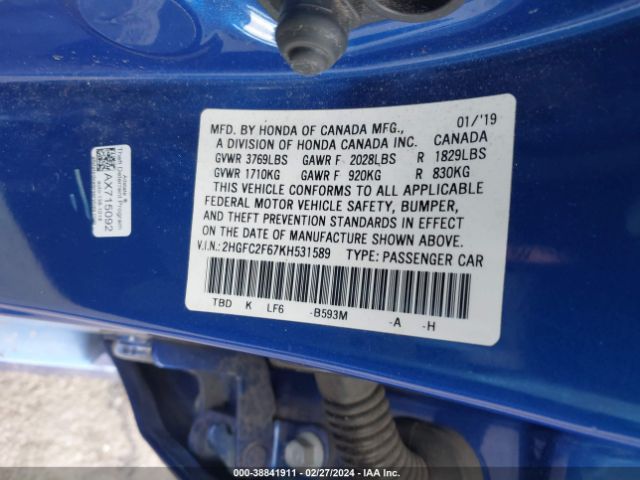 MFD. BY HONDA OF CANADA MFG., 01/'19
A DIVISION OF HONDA CANADA INC. CANADA
GVWR 3769LBS GAWR F 2028LBS R 1829LBS
GVWR 1710KG GAWR F 920KG R 830KG
THIS VEHICLE CONFORMS TO ALL APPLICABLE
FEDERAL MOTOR VEHICLE SAFETY, BUMPER,
AND THEFT PREVENTION STANDARDS IN EFFECT
ON THE DATE OF MANUFACTURE SHOWN ABOVE.
V.I.N.: 2HGFC2F67KH531589 TYPE: PASSENGER CAR
TBD K LF6 -B593M -A -H
AX715092
Theft Deterrent Program
000-38841911 - 02/27/2024 - IAA Inc.